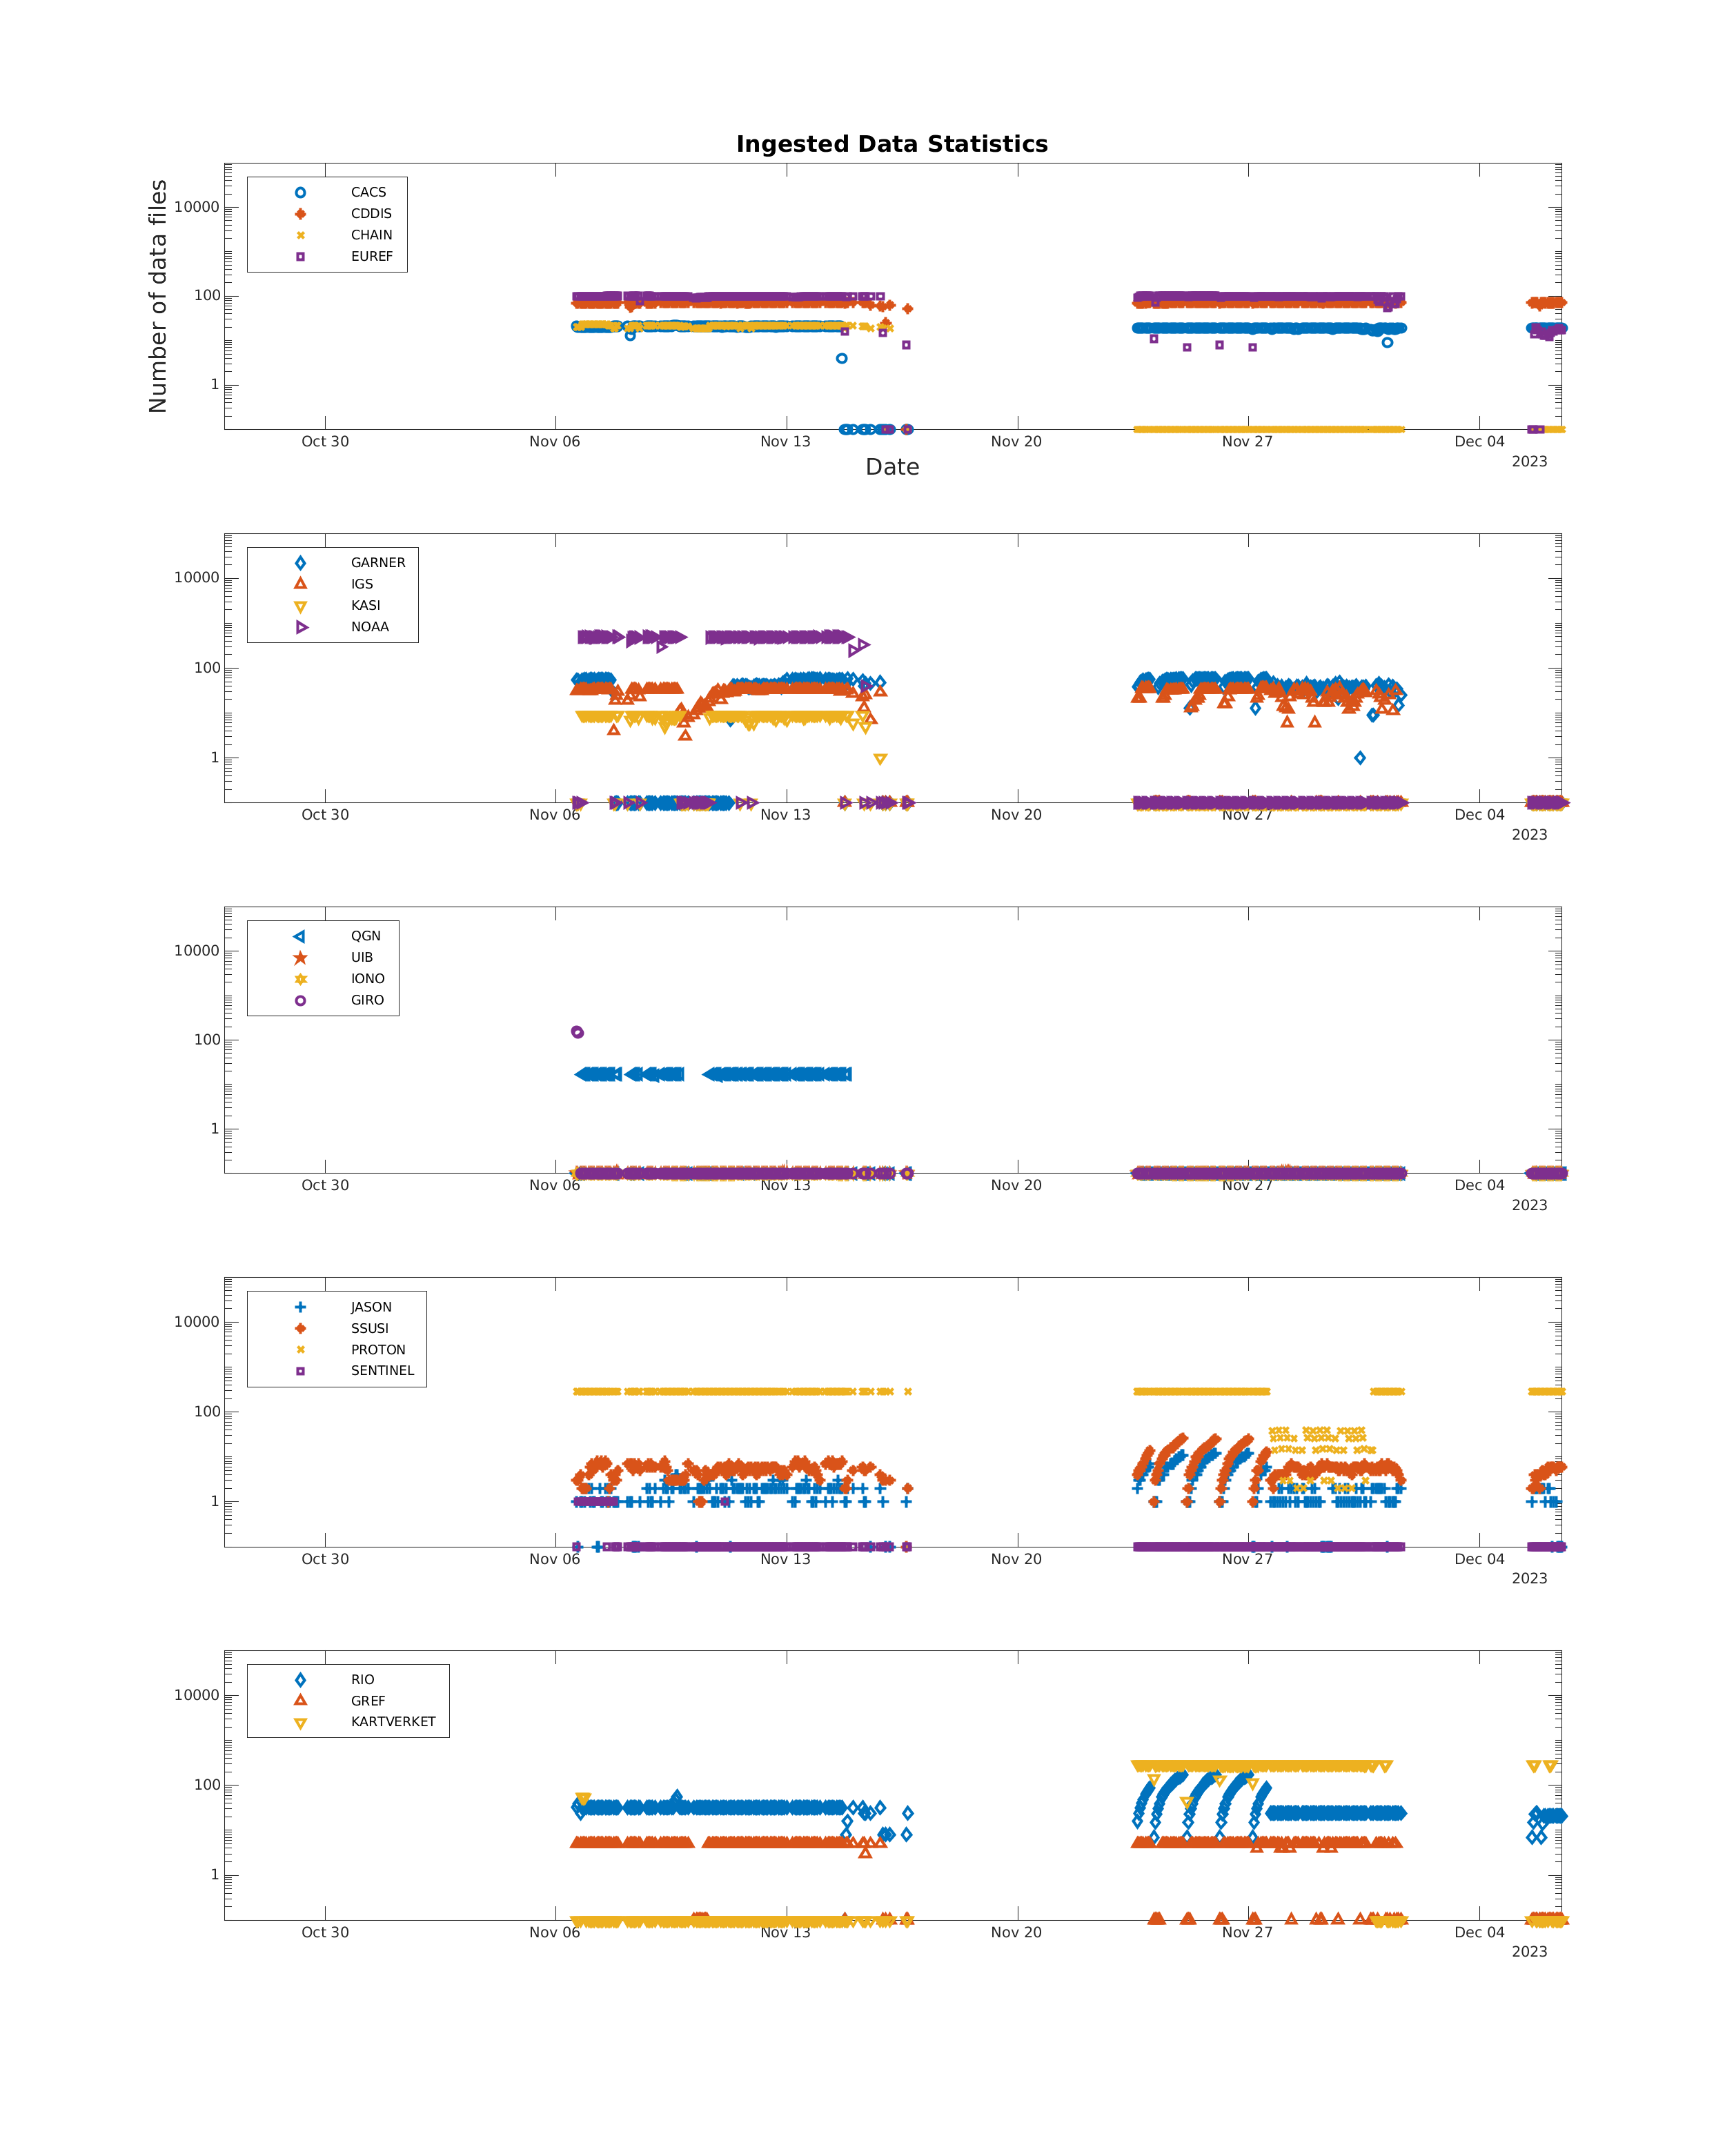 Ingested Data Statistics
Number of data files
CACS
CDDIS
CHAIN
EUREF
10000
100
1
Oct 30 Nov 06 Nov 13 Nov 20 Nov 27 Dec 04
2023
Date
GARNER
IGS
KASI
NOAA
10000
100
1
Oct 30 Nov 06 Nov 13 Nov 20 Nov 27 Dec 04
2023
QGN
UIB
IONO
GIRO
10000
100
1
Oct 30 Nov 06 Nov 13 Nov 20 Nov 27 Dec 04
2023
JASON
SSUSI
PROTON
SENTINEL
10000
100
1
Oct 30 Nov 06 Nov 13 Nov 20 Nov 27 Dec 04
2023
RIO
GREF
KARTVERKET
10000
100
1
Oct 30 Nov 06 Nov 13 Nov 20 Nov 27 Dec 04
2023